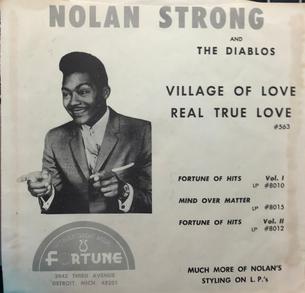 NOLAN STRONG
AND
THE DIABLOS
VILLAGE OF LOVE
REAL TRUE LOVE
#563
FORTUNE OF HITS Vol. I
LP #8010
MIND OVER MATTER
LP #8015
FORTUNE OF HITS Vol. II
LP #8012
FORTUNE
3942 THIRD AVENUE
DETROIT, MICH 48201
MUCH MORE OF NOLAN'S
STYLING ON L P.'s